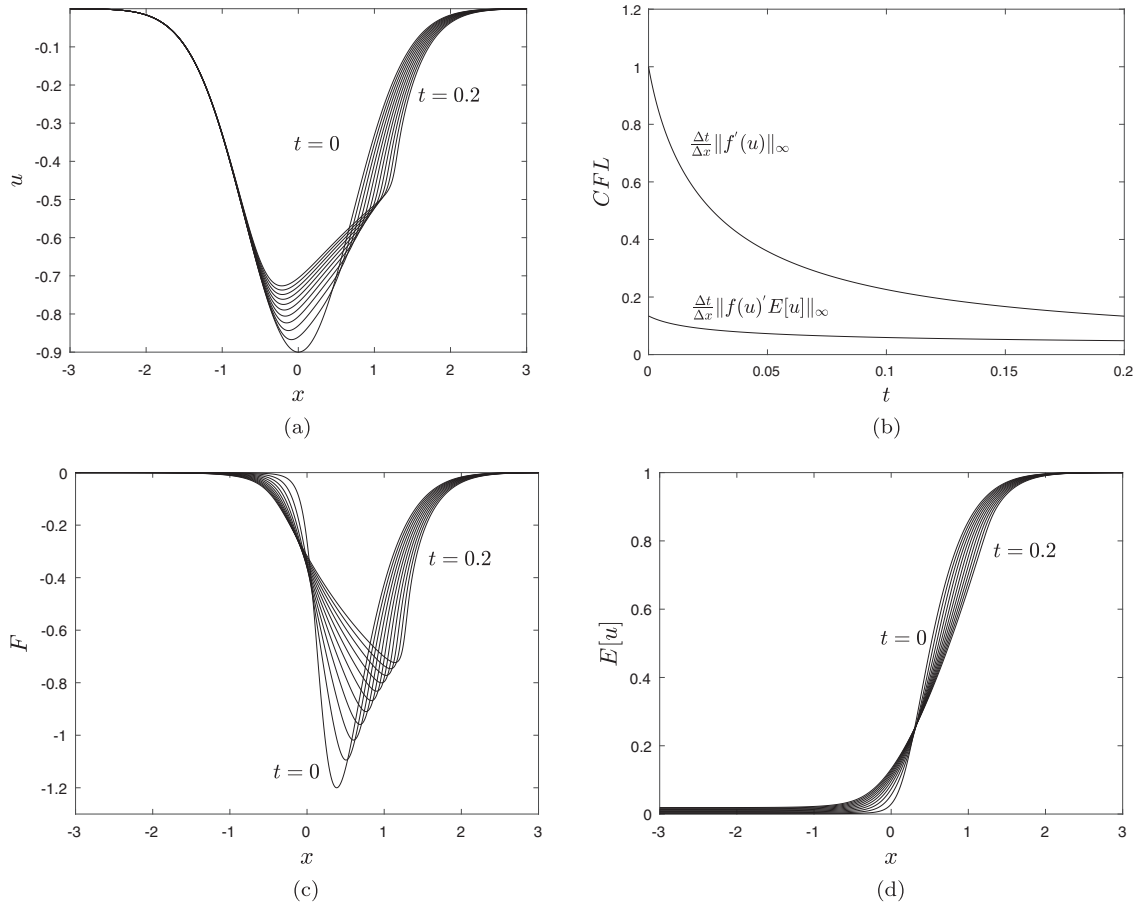 -0.1
-0.2
-0.3
-0.4
-0.5
-0.6
-0.7
-0.8
-0.9
u
t = 0.2
t = 0
-3 -2 -1 0 1 2 3
x
(a)
1.2
1
0.8
0.6
0.4
0.2
0
CFL
\frac{Δt}{Δx}‖f′(u)‖∞
\frac{Δt}{Δx}‖f(u)′E[u]‖∞
0 0.05 0.1 0.15 0.2
t
(b)
0
-0.2
-0.4
-0.6
-0.8
-1
-1.2
F
t = 0.2
t = 0
-3 -2 -1 0 1 2 3
x
(c)
1
0.8
0.6
0.4
0.2
0
E[u]
t = 0.2
t = 0
-3 -2 -1 0 1 2 3
x
(d)